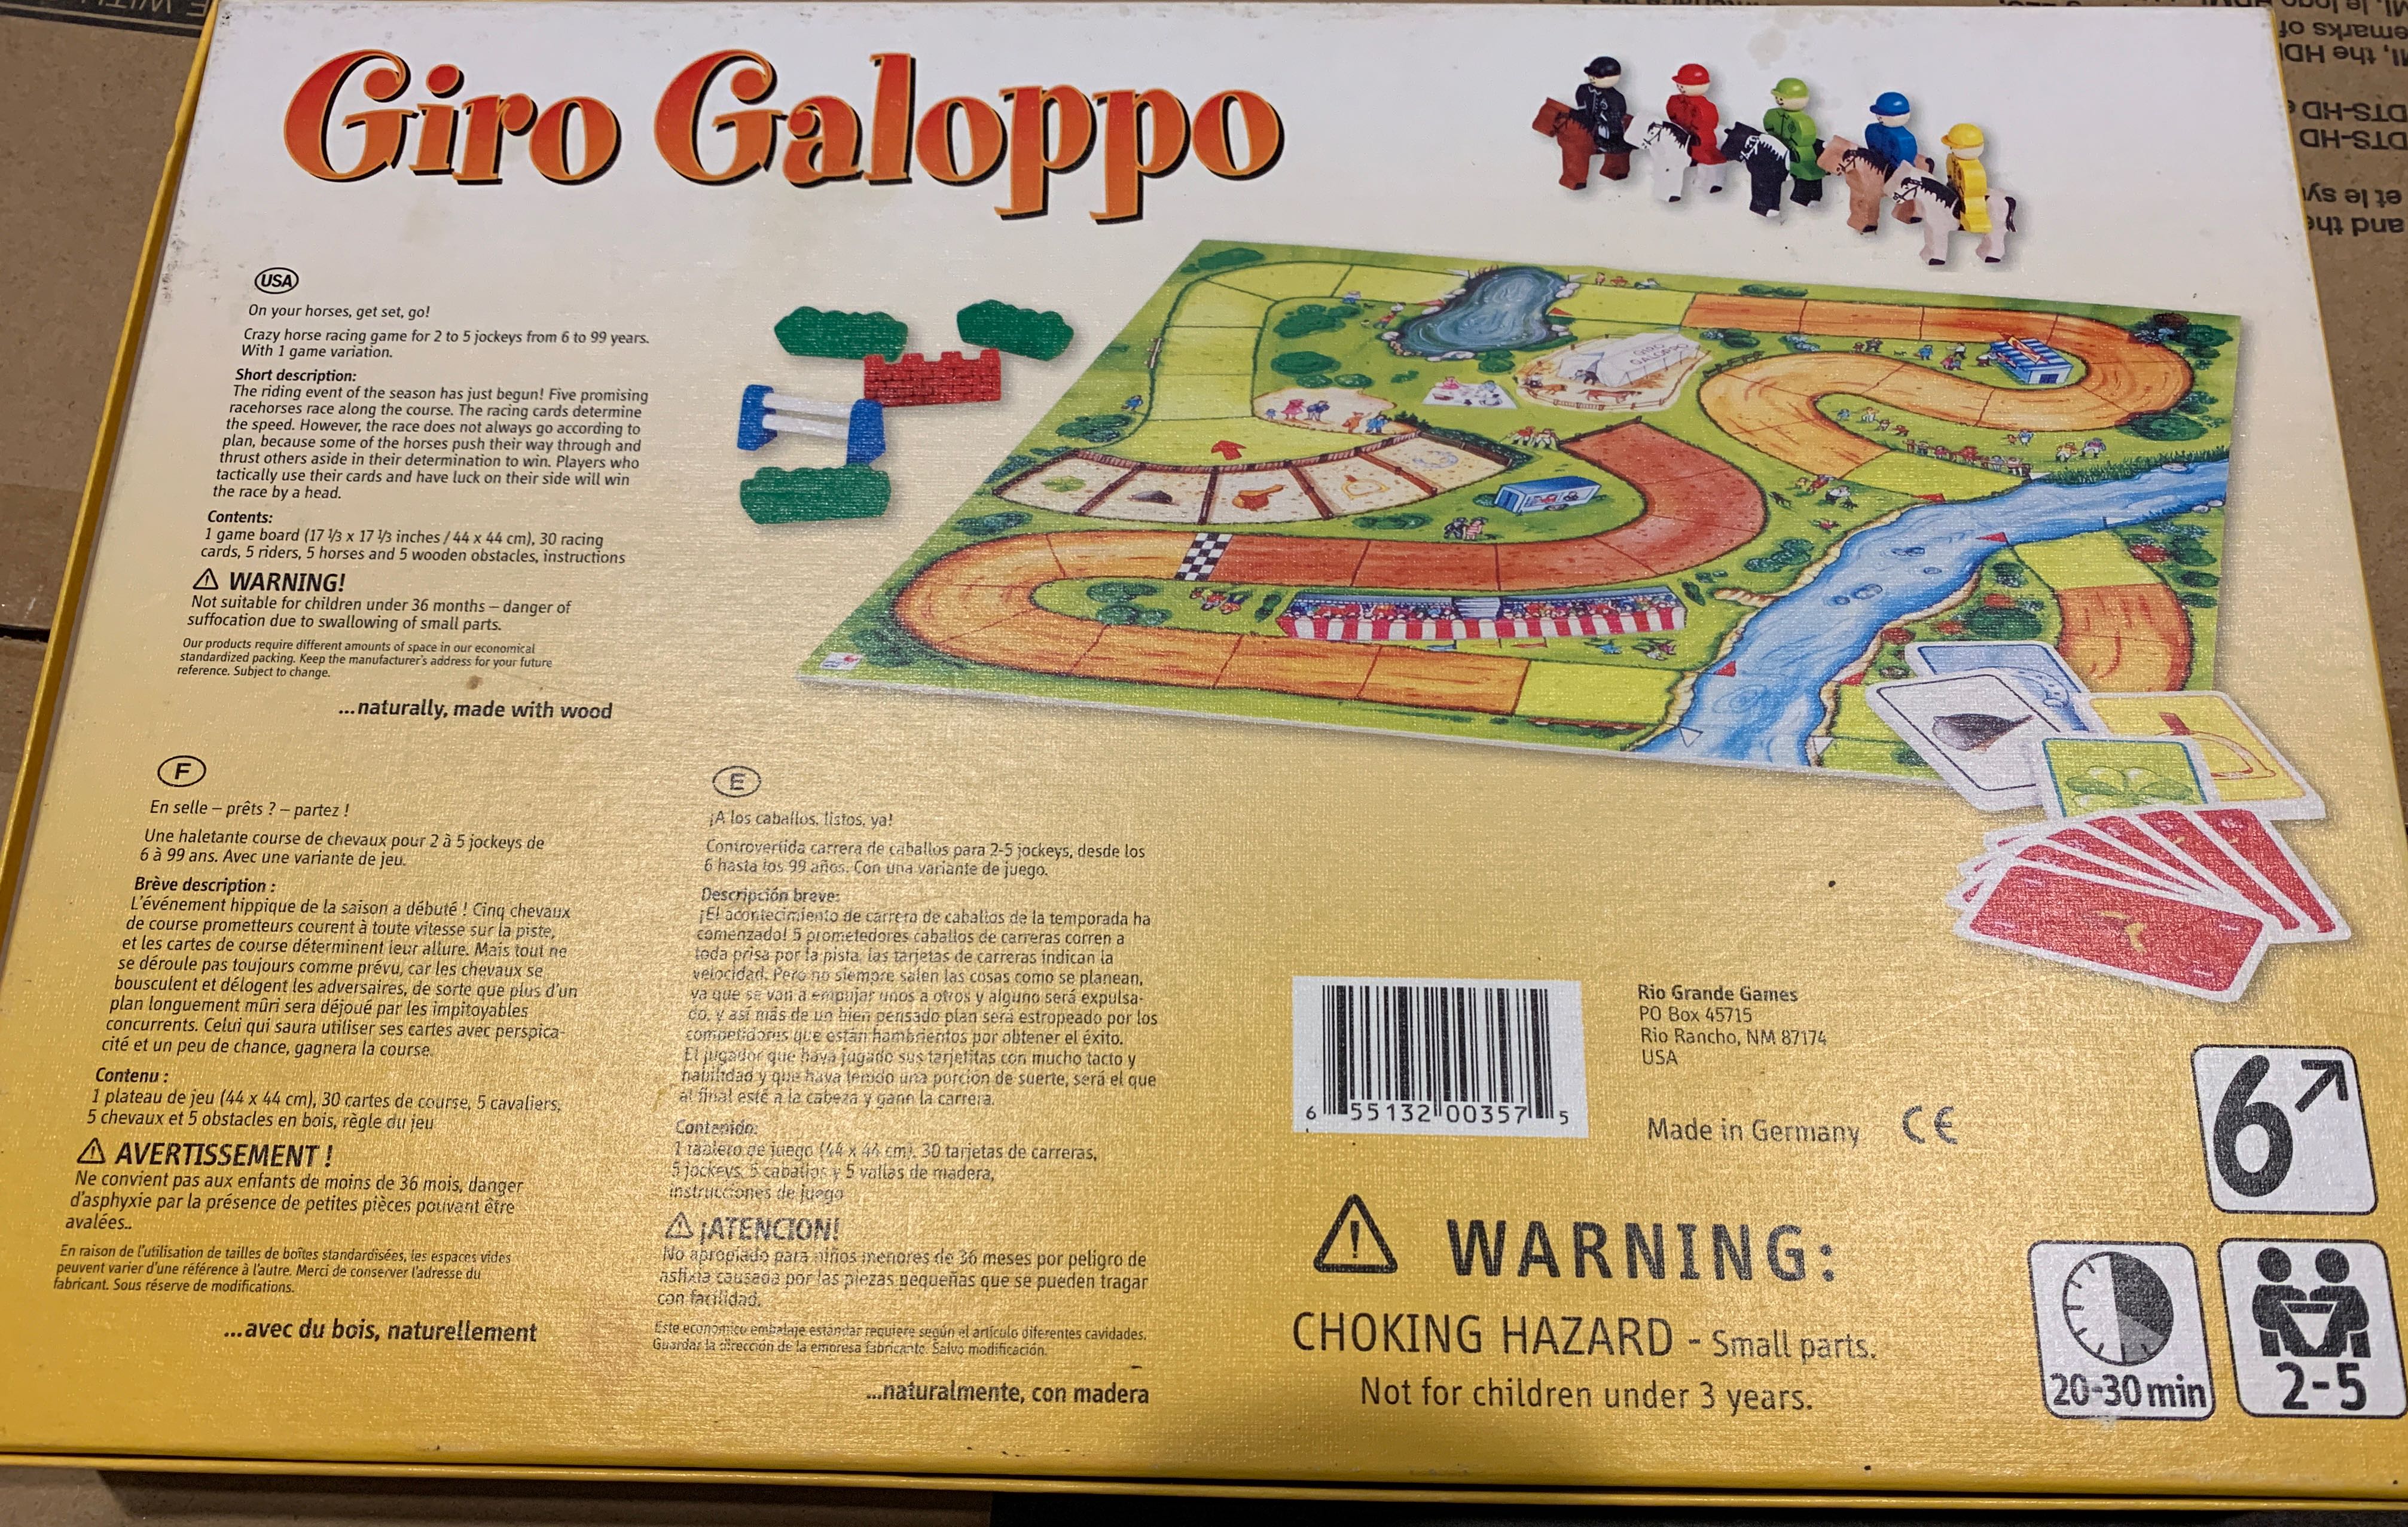 Giro Galoppo
USA
On your horses, get set, go!
Crazy horse racing game for 2 to 5 jockeys from 6 to 99 years.
With 1 game variation.
Short description:
The riding event of the season has just begun! Five promising
racehorses race along the course. The racing cards determine
the speed. However, the race does not always go according to
plan, because some of the horses push their way through and
thrust others aside in their determination to win. Players who
tactically use their cards and have luck on their side will win
the race by a head.
Contents:
1 game board (17 1/3 x 17 1/3 inches / 44 x 44 cm), 30 racing
cards, 5 riders, 5 horses and 5 wooden obstacles, instructions
⚠ WARNING!
Not suitable for children under 36 months – danger of
suffocation due to swallowing of small parts.
Our products require different amounts of space in our economical
standardized packing. Keep the manufacturer's address for your future
reference. Subject to change.
...naturally, made with wood
GIRO
GALOPPO
F
En selle – prêts ? – partez !
Une haletante course de chevaux pour 2 à 5 jockeys de
6 à 99 ans. Avec une variante de jeu.
Brève description :
L'événement hippique de la saison a débuté ! Cinq chevaux
de course prometteurs courent à toute vitesse sur la piste,
et les cartes de course déterminent leur allure. Mais tout ne
se déroule pas toujours comme prévu, car les chevaux se
bousculent et délogent les adversaires, de sorte que plus d'un
plan longuement mûri sera déjoué par les impitoyables
concurrents. Celui qui saura utiliser ses cartes avec perspica-
cité et un peu de chance, gagnera la course.
Contenu :
1 plateau de jeu (44 x 44 cm), 30 cartes de course, 5 cavaliers,
5 chevaux et 5 obstacles en bois, règle du jeu
⚠ AVERTISSEMENT !
Ne convient pas aux enfants de moins de 36 mois, danger
d'asphyxie par la présence de petites pièces pouvant être
avalées..
En raison de l'utilisation de tailles de boîtes standardisées, les espaces vides
peuvent varier d'une référence à l'autre. Merci de conserver l'adresse du
fabricant. Sous réserve de modifications.
...avec du bois, naturellement
E
¡A los caballos, listos, ya!
Controvertida carrera de caballos para 2-5 jockeys, desde los
6 hasta los 99 años. Con una variante de juego.
Descripción breve:
¡El acontecimiento de carrera de caballos de la temporada ha
comenzado! 5 prometedores caballos de carreras corren a
toda prisa por la pista, las tarjetas de carreras indican la
velocidad. Pero no siempre salen las cosas como se planean,
ya que se van a empujar unos a otros y alguno será expulsa-
do, y así más de un bien pensado plan será estropeado por los
competidores que están hambrientos por obtener el éxito.
El jugador que haya jugado sus tarjetitas con mucho tacto y
habilidad y que haya tenido una porción de suerte, será el que
al final esté a la cabeza y gane la carrera.
Contenido:
1 tablero de juego (44 x 44 cm), 30 tarjetas de carreras,
5 jockeys, 5 caballos y 5 vallas de madera,
instrucciones de juego
⚠ ¡ATENCION!
No apropiado para niños menores de 36 meses por peligro de
asfixia causada por las piezas pequeñas que se pueden tragar
con facilidad.
Este económico embalaje estándar requiere según el artículo diferentes cavidades.
Guardar la dirección de la empresa fabricante. Salvo modificación.
...naturalmente, con madera
6 55132 00357 5
Rio Grande Games
PO Box 45715
Rio Rancho, NM 87174
USA
Made in Germany CE
⚠ WARNING:
CHOKING HAZARD - Small parts.
Not for children under 3 years.
6
20-30 min
2-5
DTS-HD
DTS-HD
et le
and the